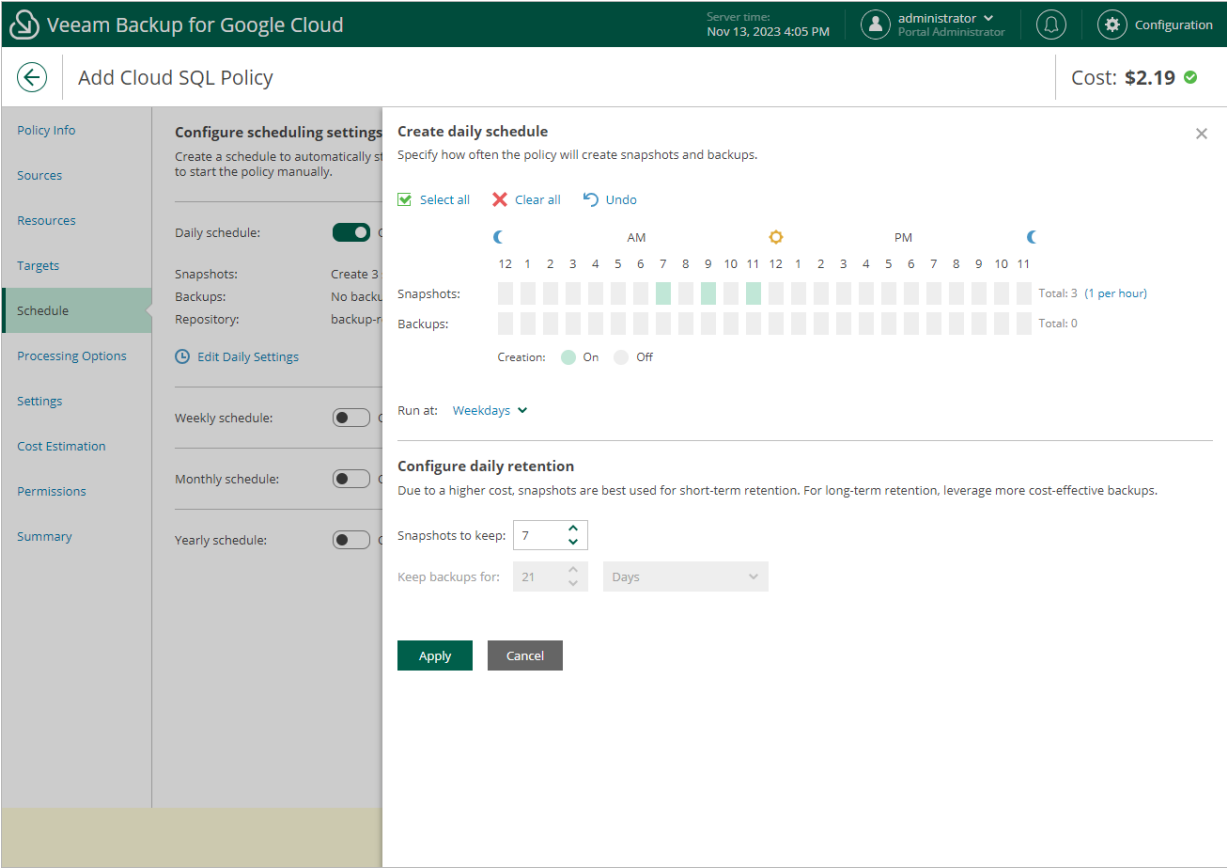 Veeam Backup for Google Cloud
Server time:
Nov 13, 2023 4:05 PM
administrator
Portal Administrator
Configuration
Add Cloud SQL Policy
Cost: $2.19
Policy Info
Sources
Resources
Targets
Schedule
Processing Options
Settings
Cost Estimation
Permissions
Summary
Configure scheduling settings
Create a schedule to automatically
to start the policy manually.
Daily schedule:
Snapshots: Create 3
Backups: No
Repository:
Edit Daily Settings
Weekly schedule:
Monthly schedule:
Yearly schedule:
Create daily schedule
Specify how often the policy will create snapshots and backups.
Select all Clear all Undo
AM PM
12 1 2 3 4 5 6 7 8 9 10 11 12 1 2 3 4 5 6 7 8 9 10 11
Snapshots: Total: 3 (1 per hour)
Backups: Total: 0
Creation: On Off
Run at: Weekdays
Configure daily retention
Due to a higher cost, snapshots are best used for short-term retention. For long-term retention, leverage more cost-effective backups.
Snapshots to keep: 7
Keep backups for: 21 Days
Apply Cancel